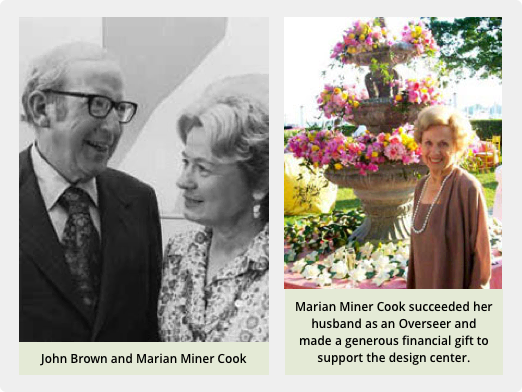 John Brown and Marian Miner Cook
Marian Miner Cook succeeded her
husband as an Overseer and
made a generous financial gift to
support the design center.